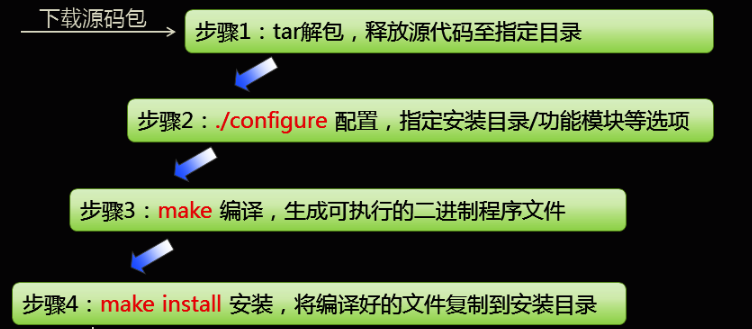 下载源码包
步骤1：tar解包，释放源代码至指定目录
步骤2：./configure 配置，指定安装目录/功能模块等选项
步骤3：make 编译，生成可执行的二进制程序文件
步骤4：make install 安装，将编译好的文件复制到安装目录